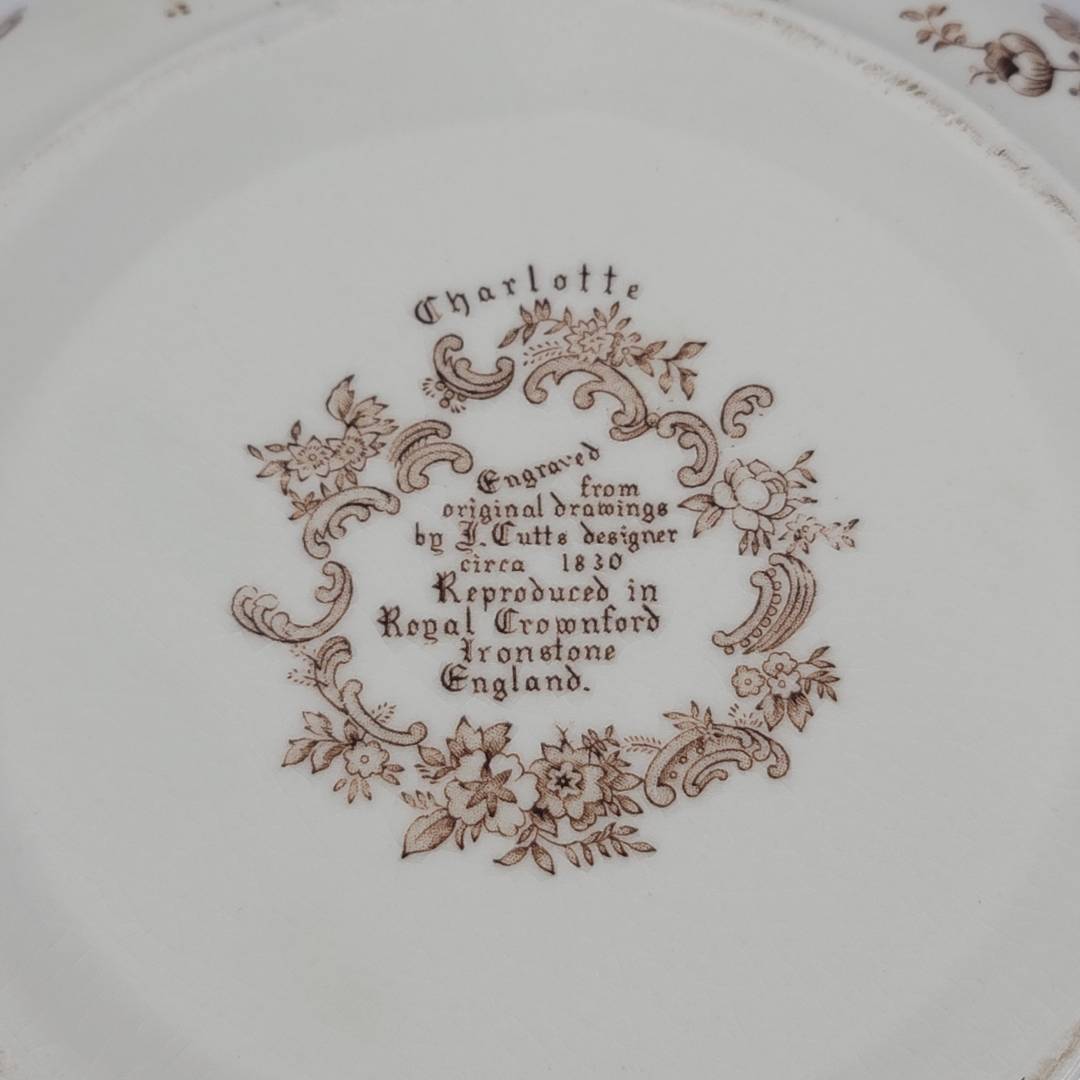 Charlotte
Engraved
from
original drawings
by J. Cutts designer
circa 1830
Reproduced in
Royal Crownford
Ironstone
England.